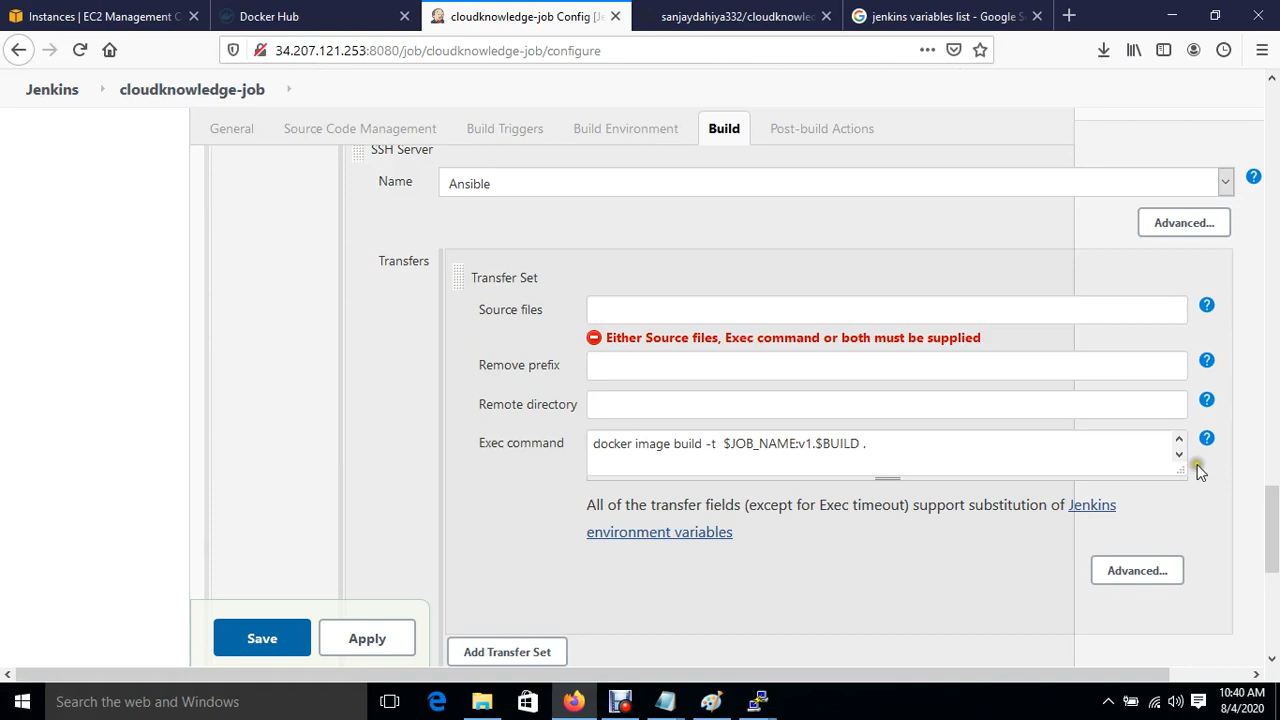 Instances | EC2 Management C
Docker Hub
cloudknowledge-job Config [Je
sanjaydahiya332/cloudknowled
jenkins variables list - Google Se
34.207.121.253:8080/job/cloudknowledge-job/configure
Jenkins
cloudknowledge-job
General
Source Code Management
Build Triggers
Build Environment
Build
Post-build Actions
SSH Server
Name
Ansible
Advanced...
Transfers
Transfer Set
Source files
Either Source files, Exec command or both must be supplied
Remove prefix
Remote directory
Exec command
docker image build -t  $JOB_NAME:v1.$BUILD .
All of the transfer fields (except for Exec timeout) support substitution of Jenkins
environment variables
Advanced...
Save
Apply
Add Transfer Set
Search the web and Windows
10:40 AM
8/4/2020